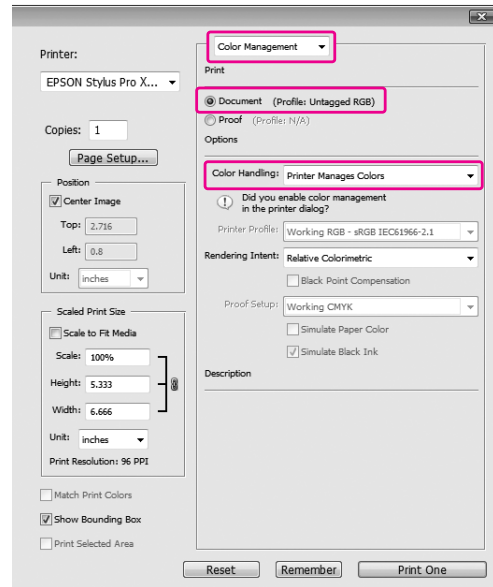 Printer:
EPSON Stylus Pro X...
Copies: 1
Page Setup...
Position
Center Image
Top: 2.716
Left: 0.8
Unit: inches
Scaled Print Size
Scale to Fit Media
Scale: 100%
Height: 5.333
Width: 6.666
Unit: inches
Print Resolution: 96 PPI
Match Print Colors
Show Bounding Box
Print Selected Area
Color Management
Print
Document (Profile: Untagged RGB)
Proof (Profile: N/A)
Options
Color Handling: Printer Manages Colors
Did you enable color management
in the printer dialog?
Printer Profile: Working RGB - sRGB IEC61966-2.1
Rendering Intent: Relative Colorimetric
Black Point Compensation
Proof Setup: Working CMYK
Simulate Paper Color
Simulate Black Ink
Description
Reset Remember Print One